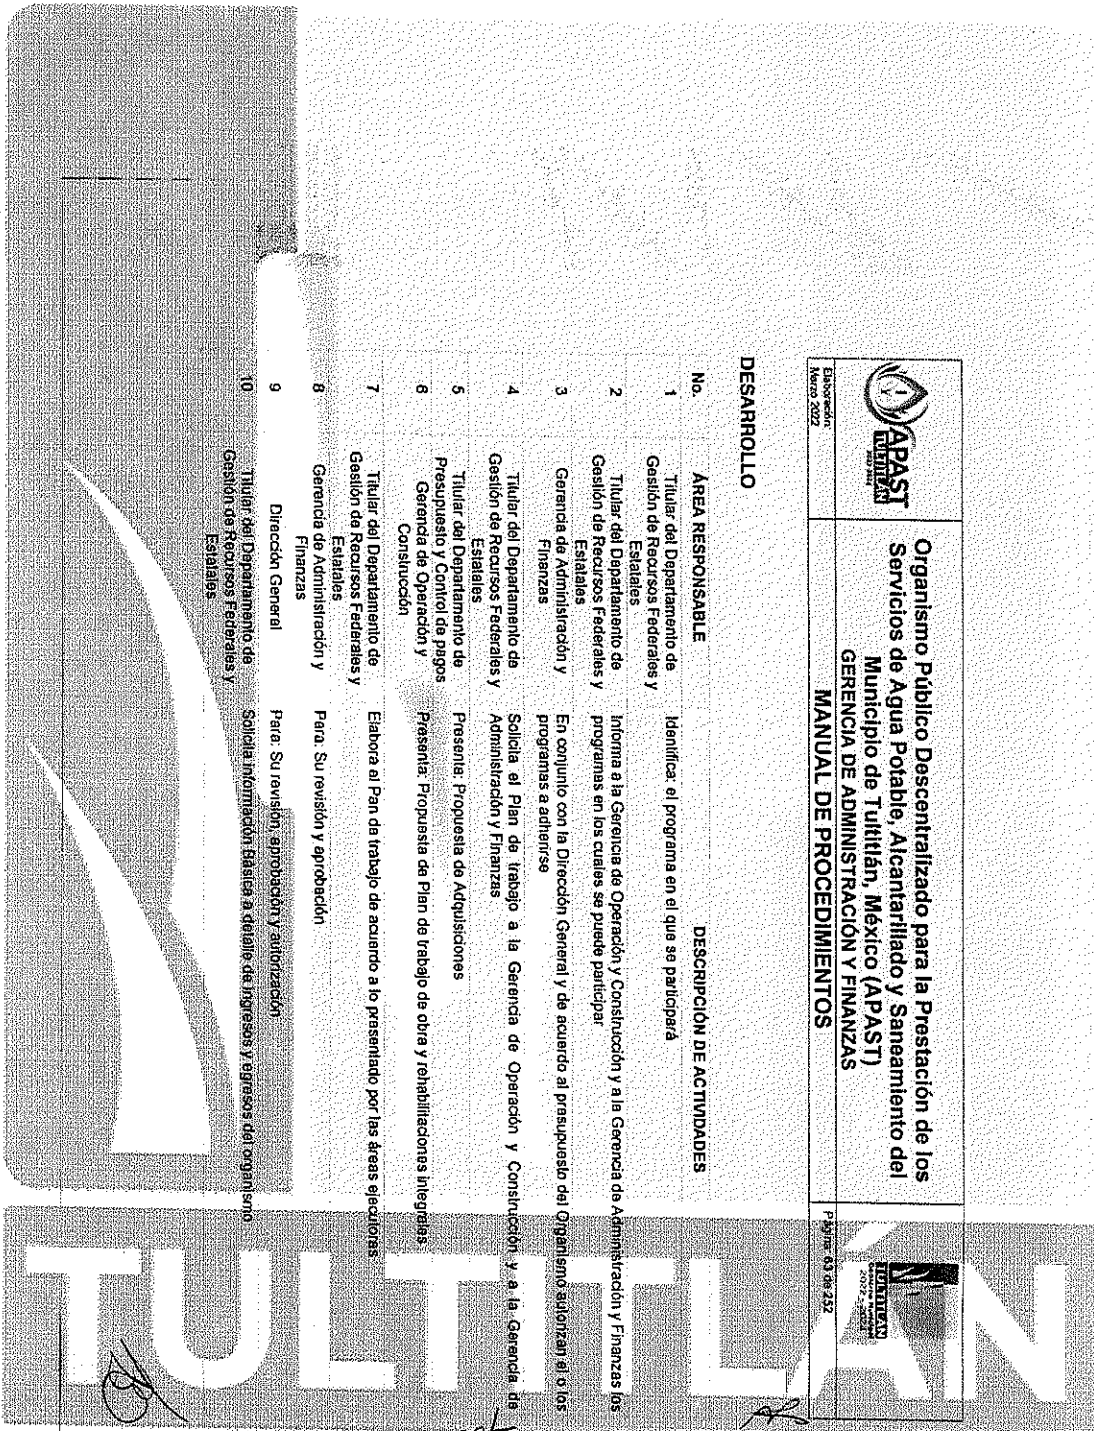 APAST
TULTITLÁN
Organismo Público Descentralizado para la Prestación de los
Servicios de Agua Potable, Alcantarillado y Saneamiento del
Municipio de Tultitlán, México (APAST)
GERENCIA DE ADMINISTRACIÓN Y FINANZAS
TULTITLÁN
2022 - 2024
Elaboración:
Marzo 2022
MANUAL DE PROCEDIMIENTOS
Página: 63 de 252
DESARROLLO
No. ÁREA RESPONSABLE DESCRIPCIÓN DE ACTIVIDADES
1 Titular del Departamento de Identifica: el programa en el que se participará
Gestión de Recursos Federales y
Estatales
2 Titular del Departamento de Informa a la Gerencia de Operación y Construcción y a la Gerencia de Administración y Finanzas los
Gestión de Recursos Federales y programas en los cuales se puede participar
Estatales
3 Gerencia de Administración y En conjunto con la Dirección General y de acuerdo al presupuesto del Organismo autorizan el o los
Finanzas programas a adherirse
4 Titular del Departamento de Solicita el Plan de trabajo a la Gerencia de Operación y Construcción y a la Gerencia de
Gestión de Recursos Federales y Administración y Finanzas
Estatales
5 Titular del Departamento de Presenta: Propuesta de Adquisiciones
Presupuesto y Control de pagos
6 Gerencia de Operación y Presenta: Propuesta de Plan de trabajo de obra y rehabilitaciones integrales
Construcción
7 Titular del Departamento de Elabora el Pan de trabajo de acuerdo a lo presentado por las áreas ejecutoras
Gestión de Recursos Federales y
Estatales
8 Gerencia de Administración y Para: Su revisión y aprobación
Finanzas
9 Dirección General Para: Su revisión, aprobación y autorización
10 Titular del Departamento de Solicita información Básica a detalle de ingresos y egresos del organismo
Gestión de Recursos Federales y
Estatales
TULTITLÁN